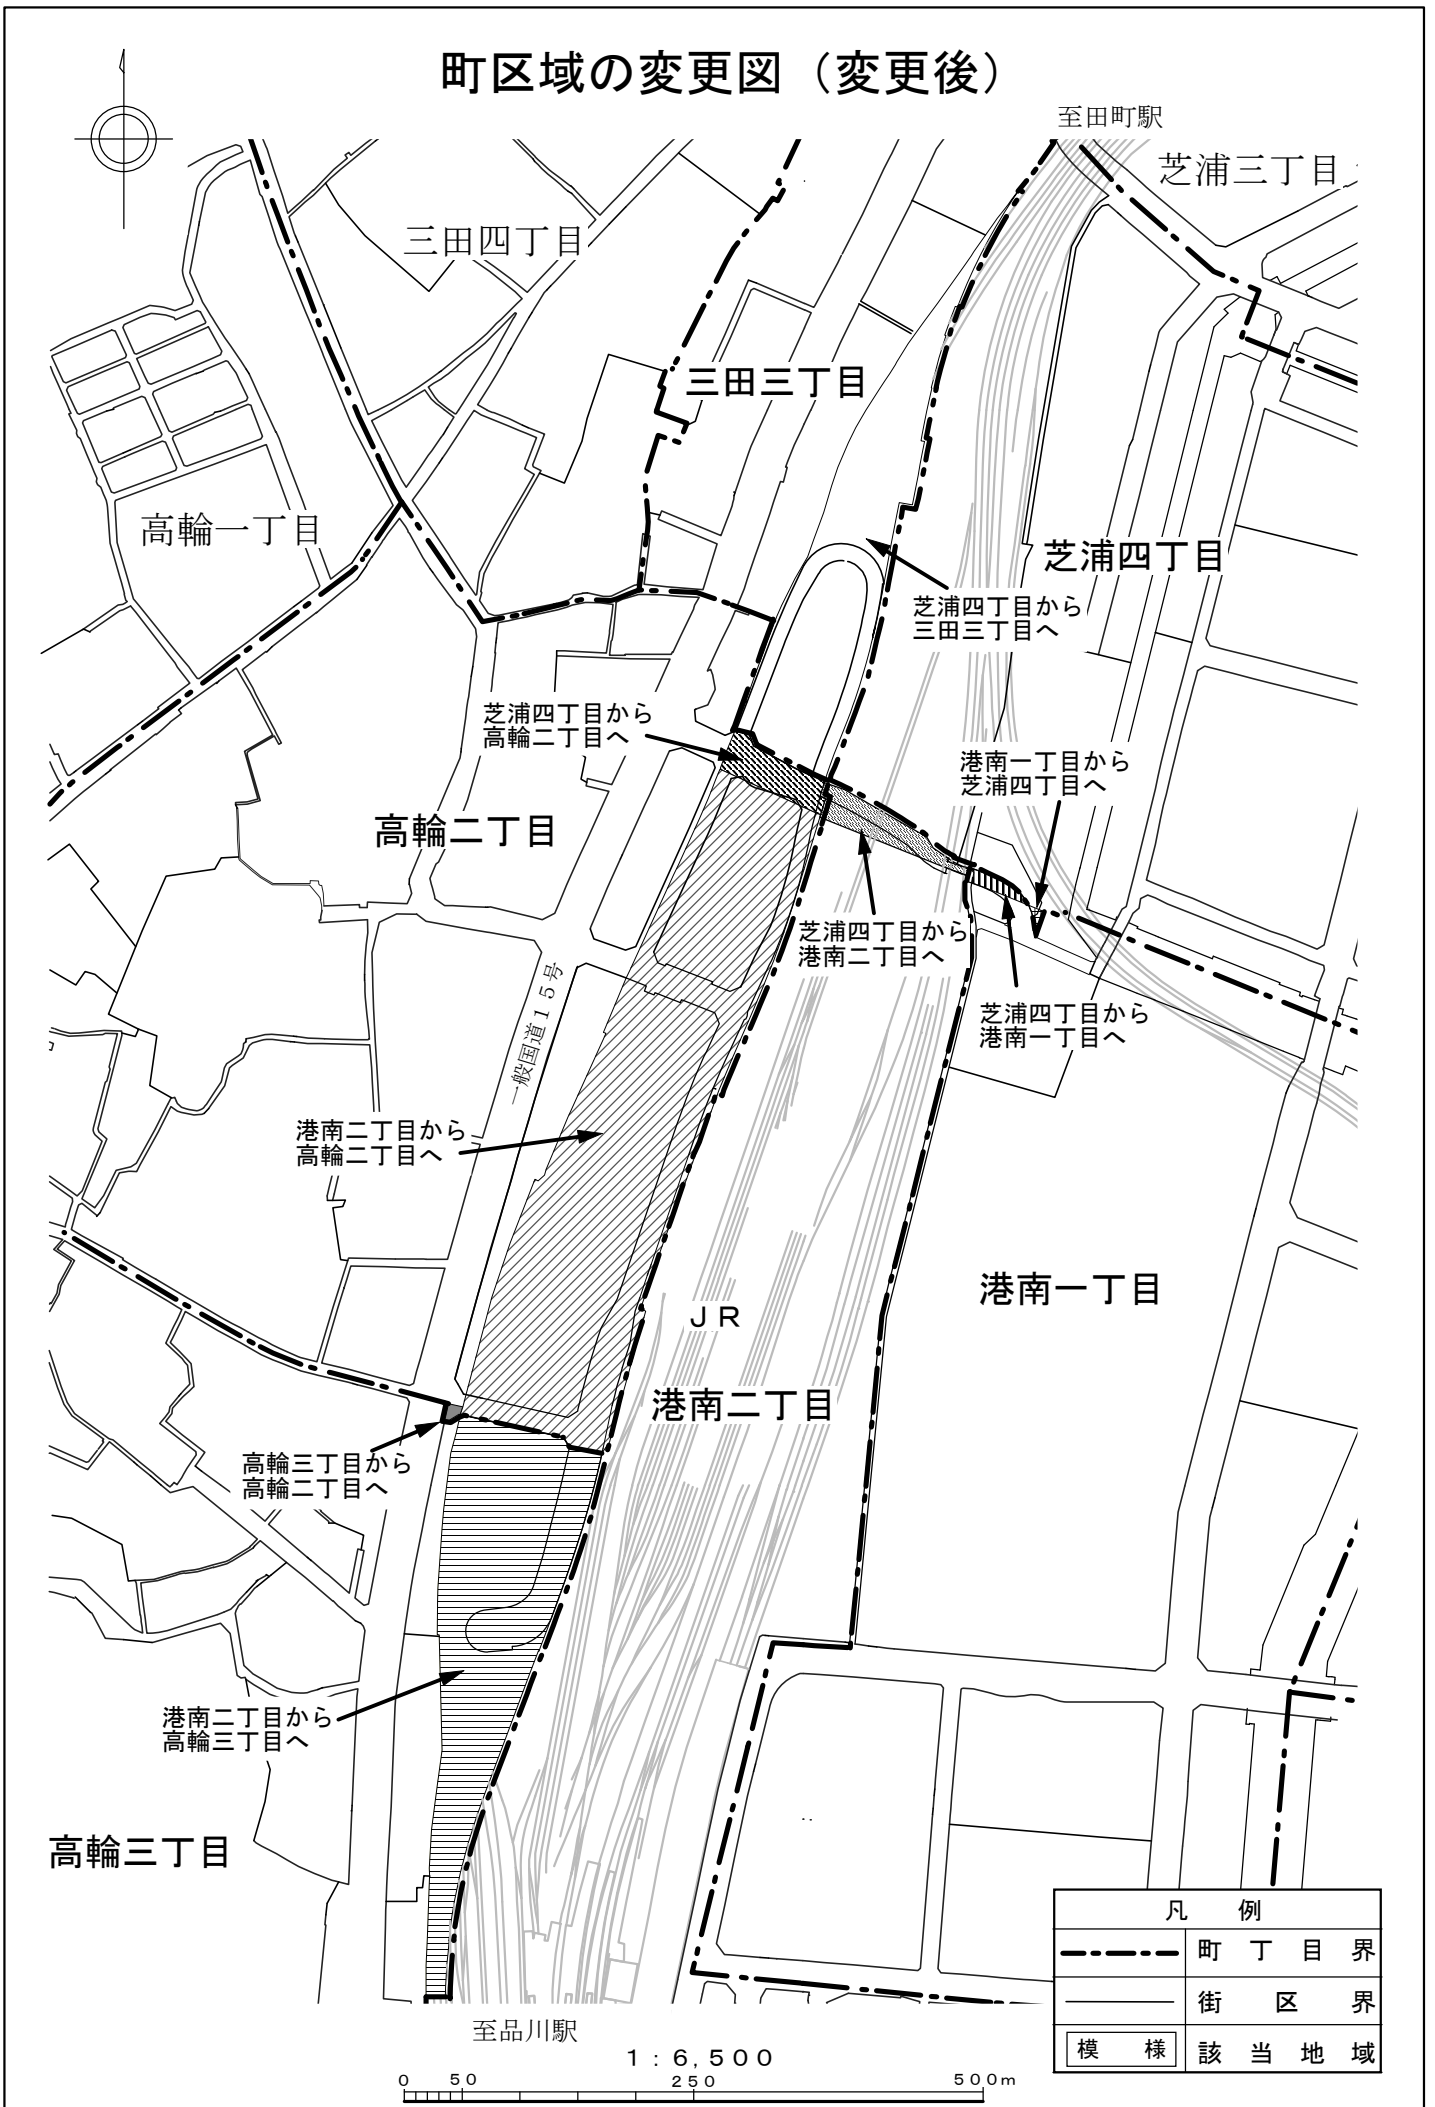 町区域の変更図（変更後）
至田町駅
芝浦三丁目
三田四丁目
三田三丁目
高輪一丁目
芝浦四丁目
芝浦四丁目から
三田三丁目へ
芝浦四丁目から
高輪二丁目へ
港南一丁目から
芝浦四丁目へ
高輪二丁目
芝浦四丁目から
港南二丁目へ
一般国道１５号
芝浦四丁目から
港南一丁目へ
港南二丁目から
高輪二丁目へ
港南一丁目
ＪＲ
港南二丁目
高輪三丁目から
高輪二丁目へ
港南二丁目から
高輪三丁目へ
高輪三丁目
凡 例
町 丁 目 界
街 区 界
模 様 該 当 地 域
至品川駅
1：6,500
0 50 250 500m